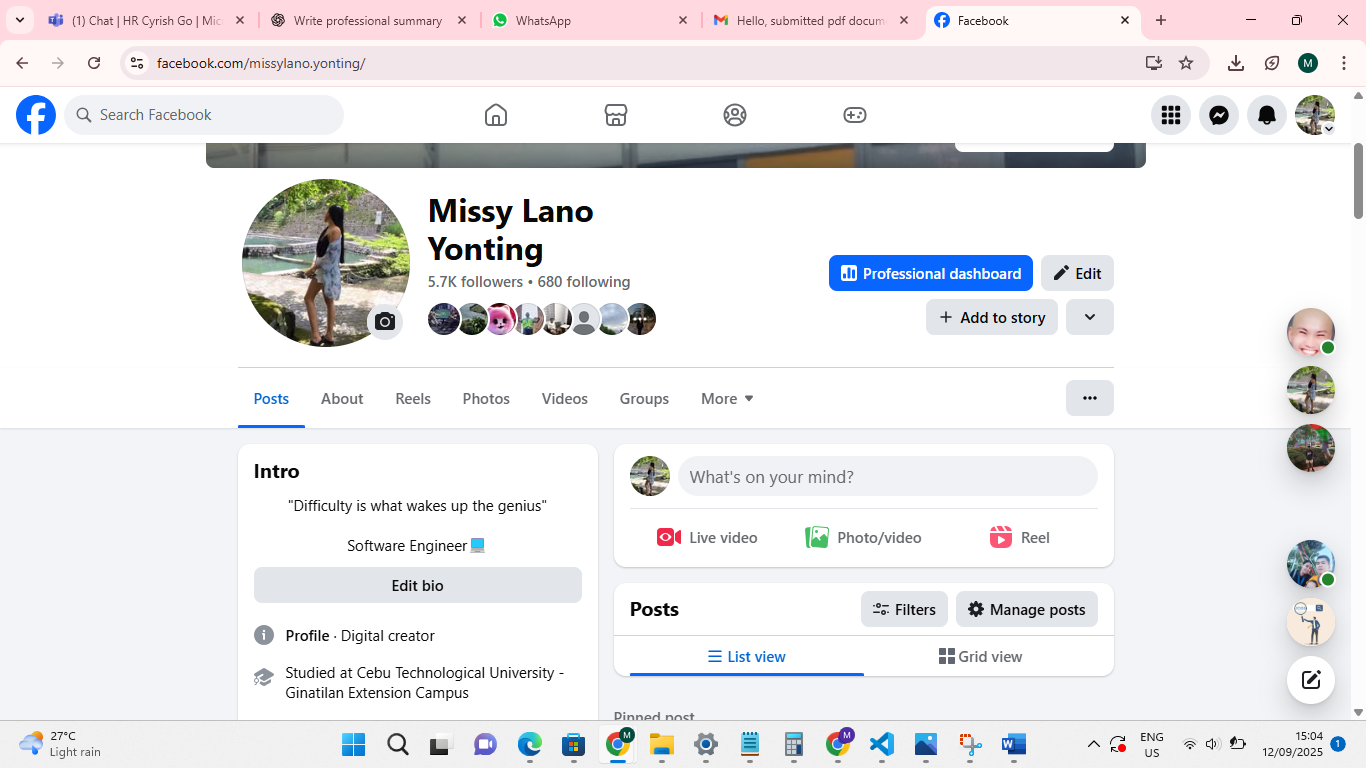 (1) Chat | HR Cyrish Go | Mic
Write professional summary
WhatsApp
Hello, submitted pdf docum
Facebook
facebook.com/missylano.yonting/
M
Search Facebook
Missy Lano
Yonting
5.7K followers • 680 following
Professional dashboard
Edit
Add to story
Posts
About
Reels
Photos
Videos
Groups
More
Intro
"Difficulty is what wakes up the genius"
Software Engineer
Edit bio
Profile · Digital creator
Studied at Cebu Technological University -
Ginatilan Extension Campus
What's on your mind?
Live video
Photo/video
Reel
Posts
Filters
Manage posts
List view
Grid view
Pinned post
27°C
Light rain
ENG
US
15:04
12/09/2025
1